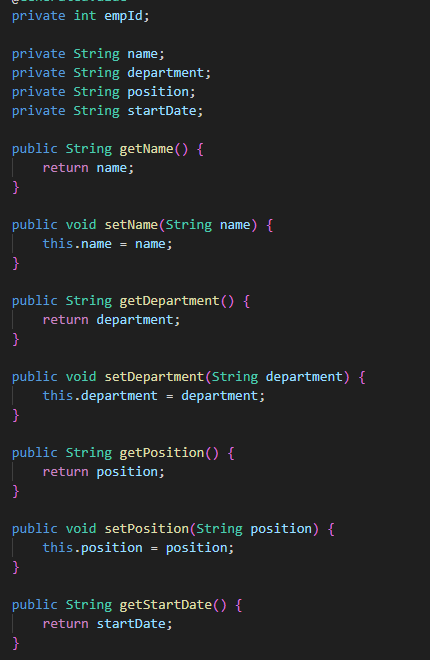 private int empId;

private String name;
private String department;
private String position;
private String startDate;

public String getName() {
    return name;
}

public void setName(String name) {
    this.name = name;
}

public String getDepartment() {
    return department;
}

public void setDepartment(String department) {
    this.department = department;
}

public String getPosition() {
    return position;
}

public void setPosition(String position) {
    this.position = position;
}

public String getStartDate() {
    return startDate;
}